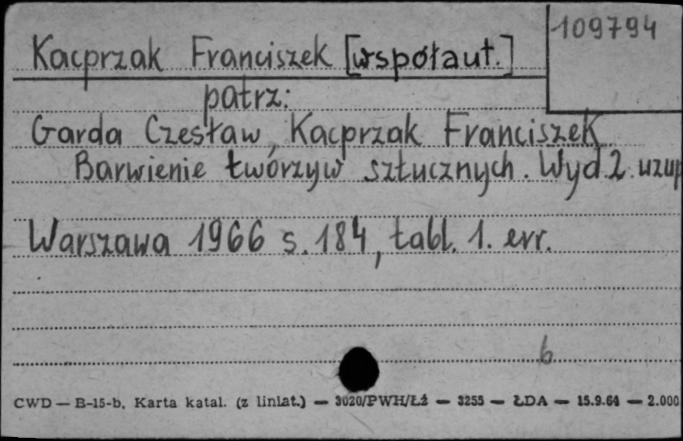 109794
Kacprzak Franciszek [współaut.]
patrz:
Garda Czesław, Kacprzak Franciszek
Barwienie twórzyw sztucznych. Wyd. 2. uzup
Warszawa 1966 s. 184, tabl. 1. err.
b
CWD — B-15-b, Karta katal. (z liniat.) — 3020/PWH/Łź — 3255 — ŁDA — 15.9.64 — 2.000